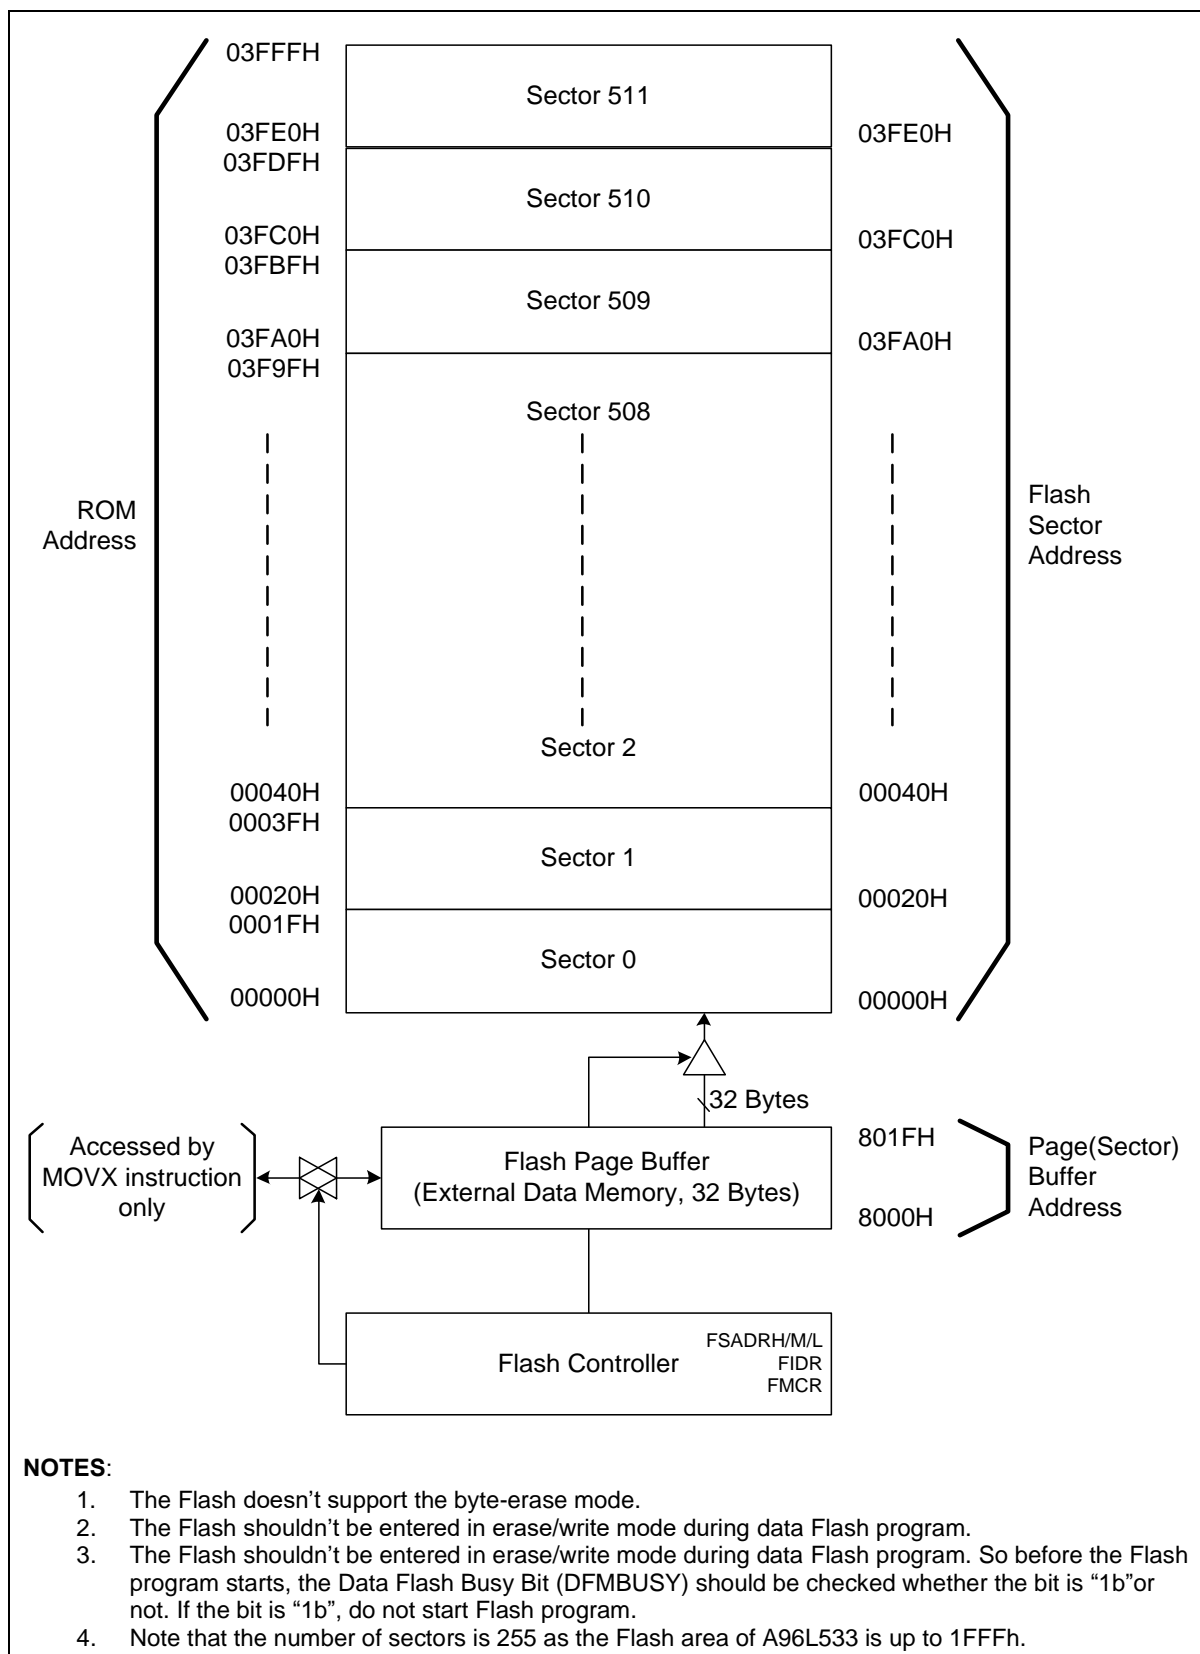 03FFFH
Sector 511
03FE0H
03FE0H
03FDFH
Sector 510
03FC0H
03FC0H
03FBFH
Sector 509
03FA0H
03FA0H
03F9FH
Sector 508
ROM
Address
Flash
Sector
Address
Sector 2
00040H
00040H
0003FH
Sector 1
00020H
00020H
0001FH
Sector 0
00000H
00000H
32 Bytes
Accessed by
MOVX instruction
only
Flash Page Buffer
(External Data Memory, 32 Bytes)
801FH
8000H
Page(Sector)
Buffer
Address
Flash Controller
FSADRH/M/L
FIDR
FMCR
NOTES:
1. The Flash doesn’t support the byte-erase mode.
2. The Flash shouldn’t be entered in erase/write mode during data Flash program.
3. The Flash shouldn’t be entered in erase/write mode during data Flash program. So before the Flash
program starts, the Data Flash Busy Bit (DFMBUSY) should be checked whether the bit is “1b”or
not. If the bit is “1b”, do not start Flash program.
4. Note that the number of sectors is 255 as the Flash area of A96L533 is up to 1FFFh.